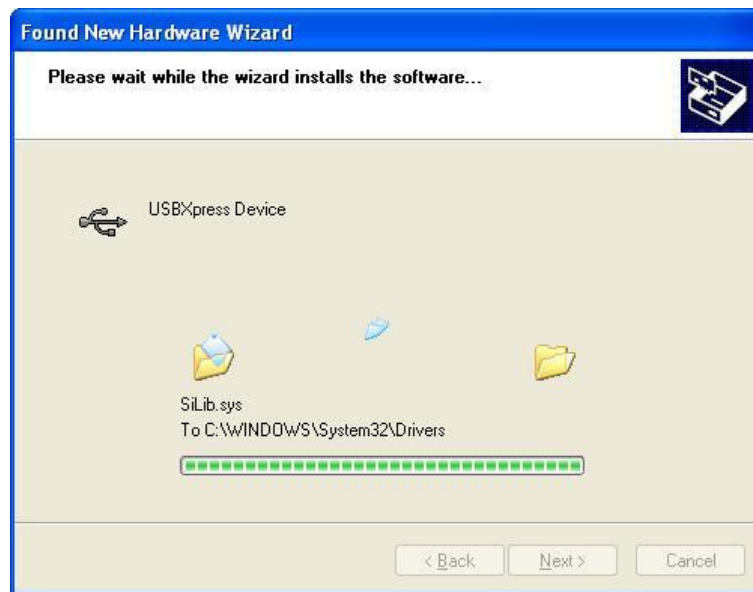 Found New Hardware Wizard
Please wait while the wizard installs the software...
USBXpress Device
SiLib.sys
To C:\WINDOWS\System32\Drivers
< Back Next > Cancel